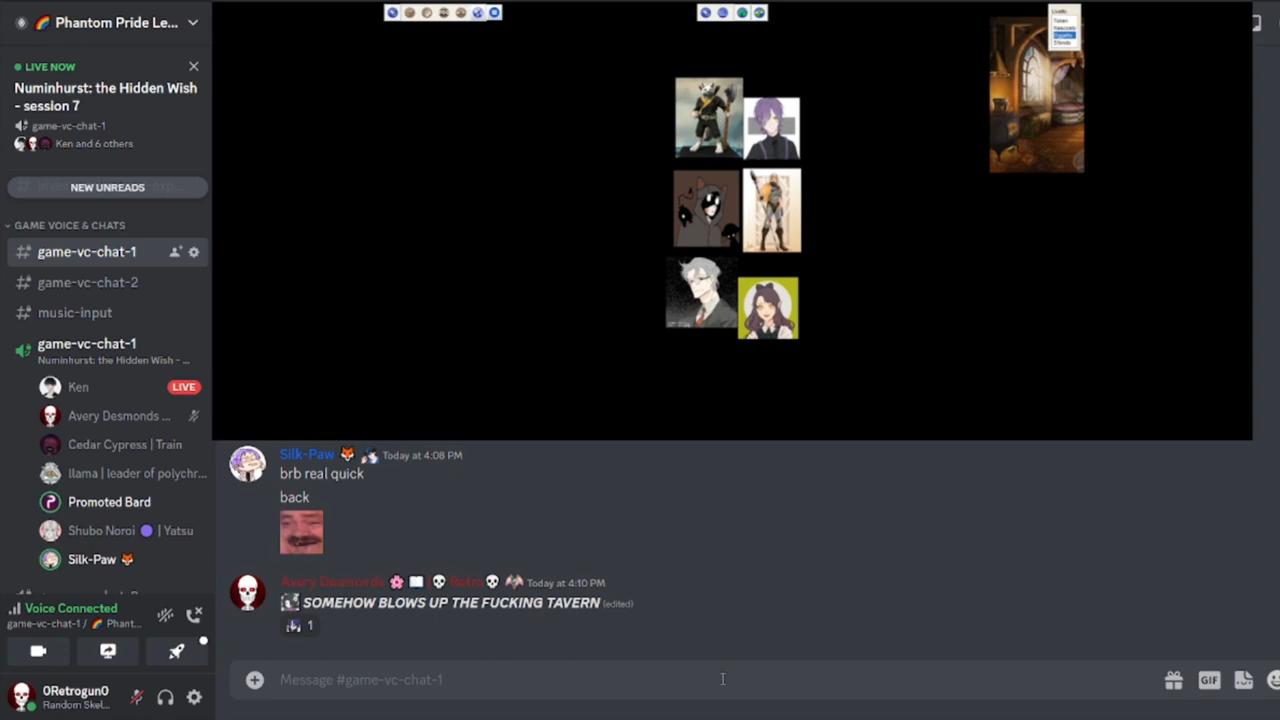 🌈 Phantom Pride Le...
LIVE NOW
Numinhurst: the Hidden Wish
- session 7
game-vc-chat-1
Ken and 6 others
NEW UNREADS
GAME VOICE & CHATS
game-vc-chat-1
game-vc-chat-2
music-input
game-vc-chat-1
Numinhurst: the Hidden Wish - ...
Ken LIVE
Avery Desmonds ...
Cedar Cypress | Train
llama | leader of polychr...
Promoted Bard
Shubo Noroi 🟣 | Yatsu
Silk-Paw 🦊
Voice Connected
game-vc-chat-1 / 🌈 Phant...
0Retrogun0
Random Skel...
Silk-Paw 🦊 Today at 4:08 PM
brb real quick
back
Avery Desmonds 🌸 📖 | 💀 Retro 💀 Today at 4:10 PM
SOMEHOW BLOWS UP THE FUCKING TAVERN (edited)
1
Message #game-vc-chat-1
GIF